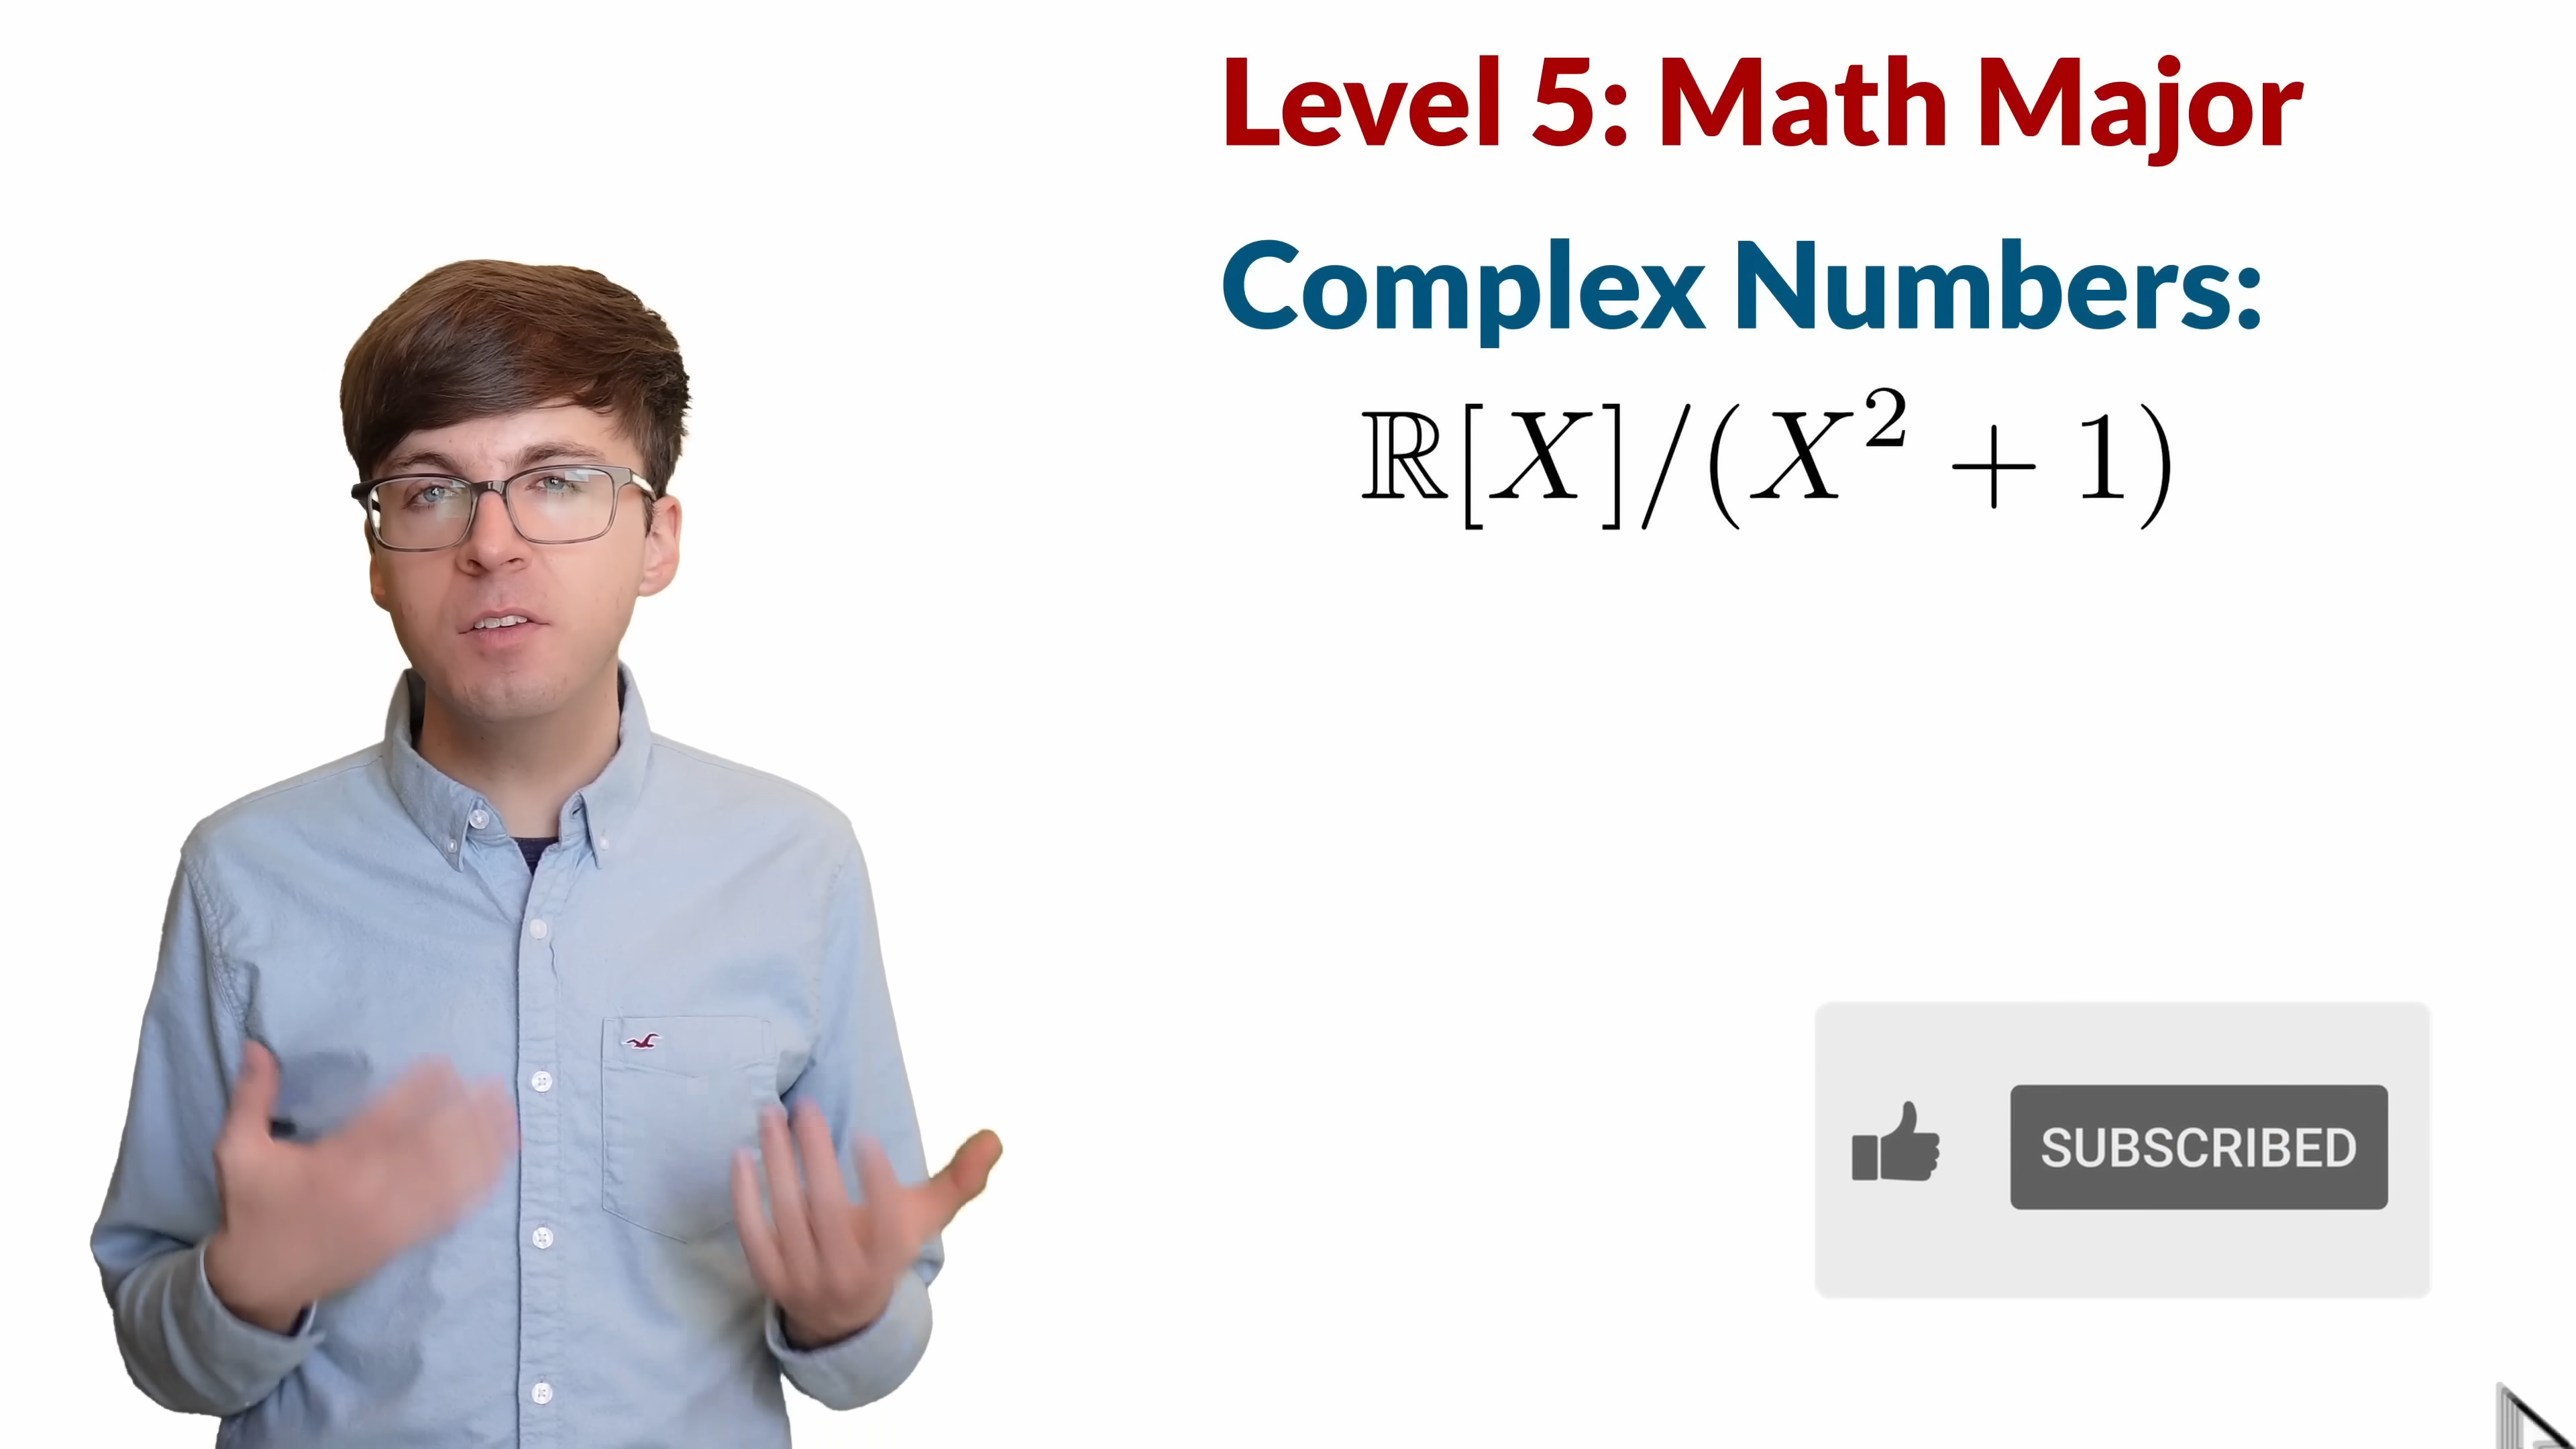 Level 5: Math Major
Complex Numbers:
ℝ[X]/(X² + 1)
SUBSCRIBED